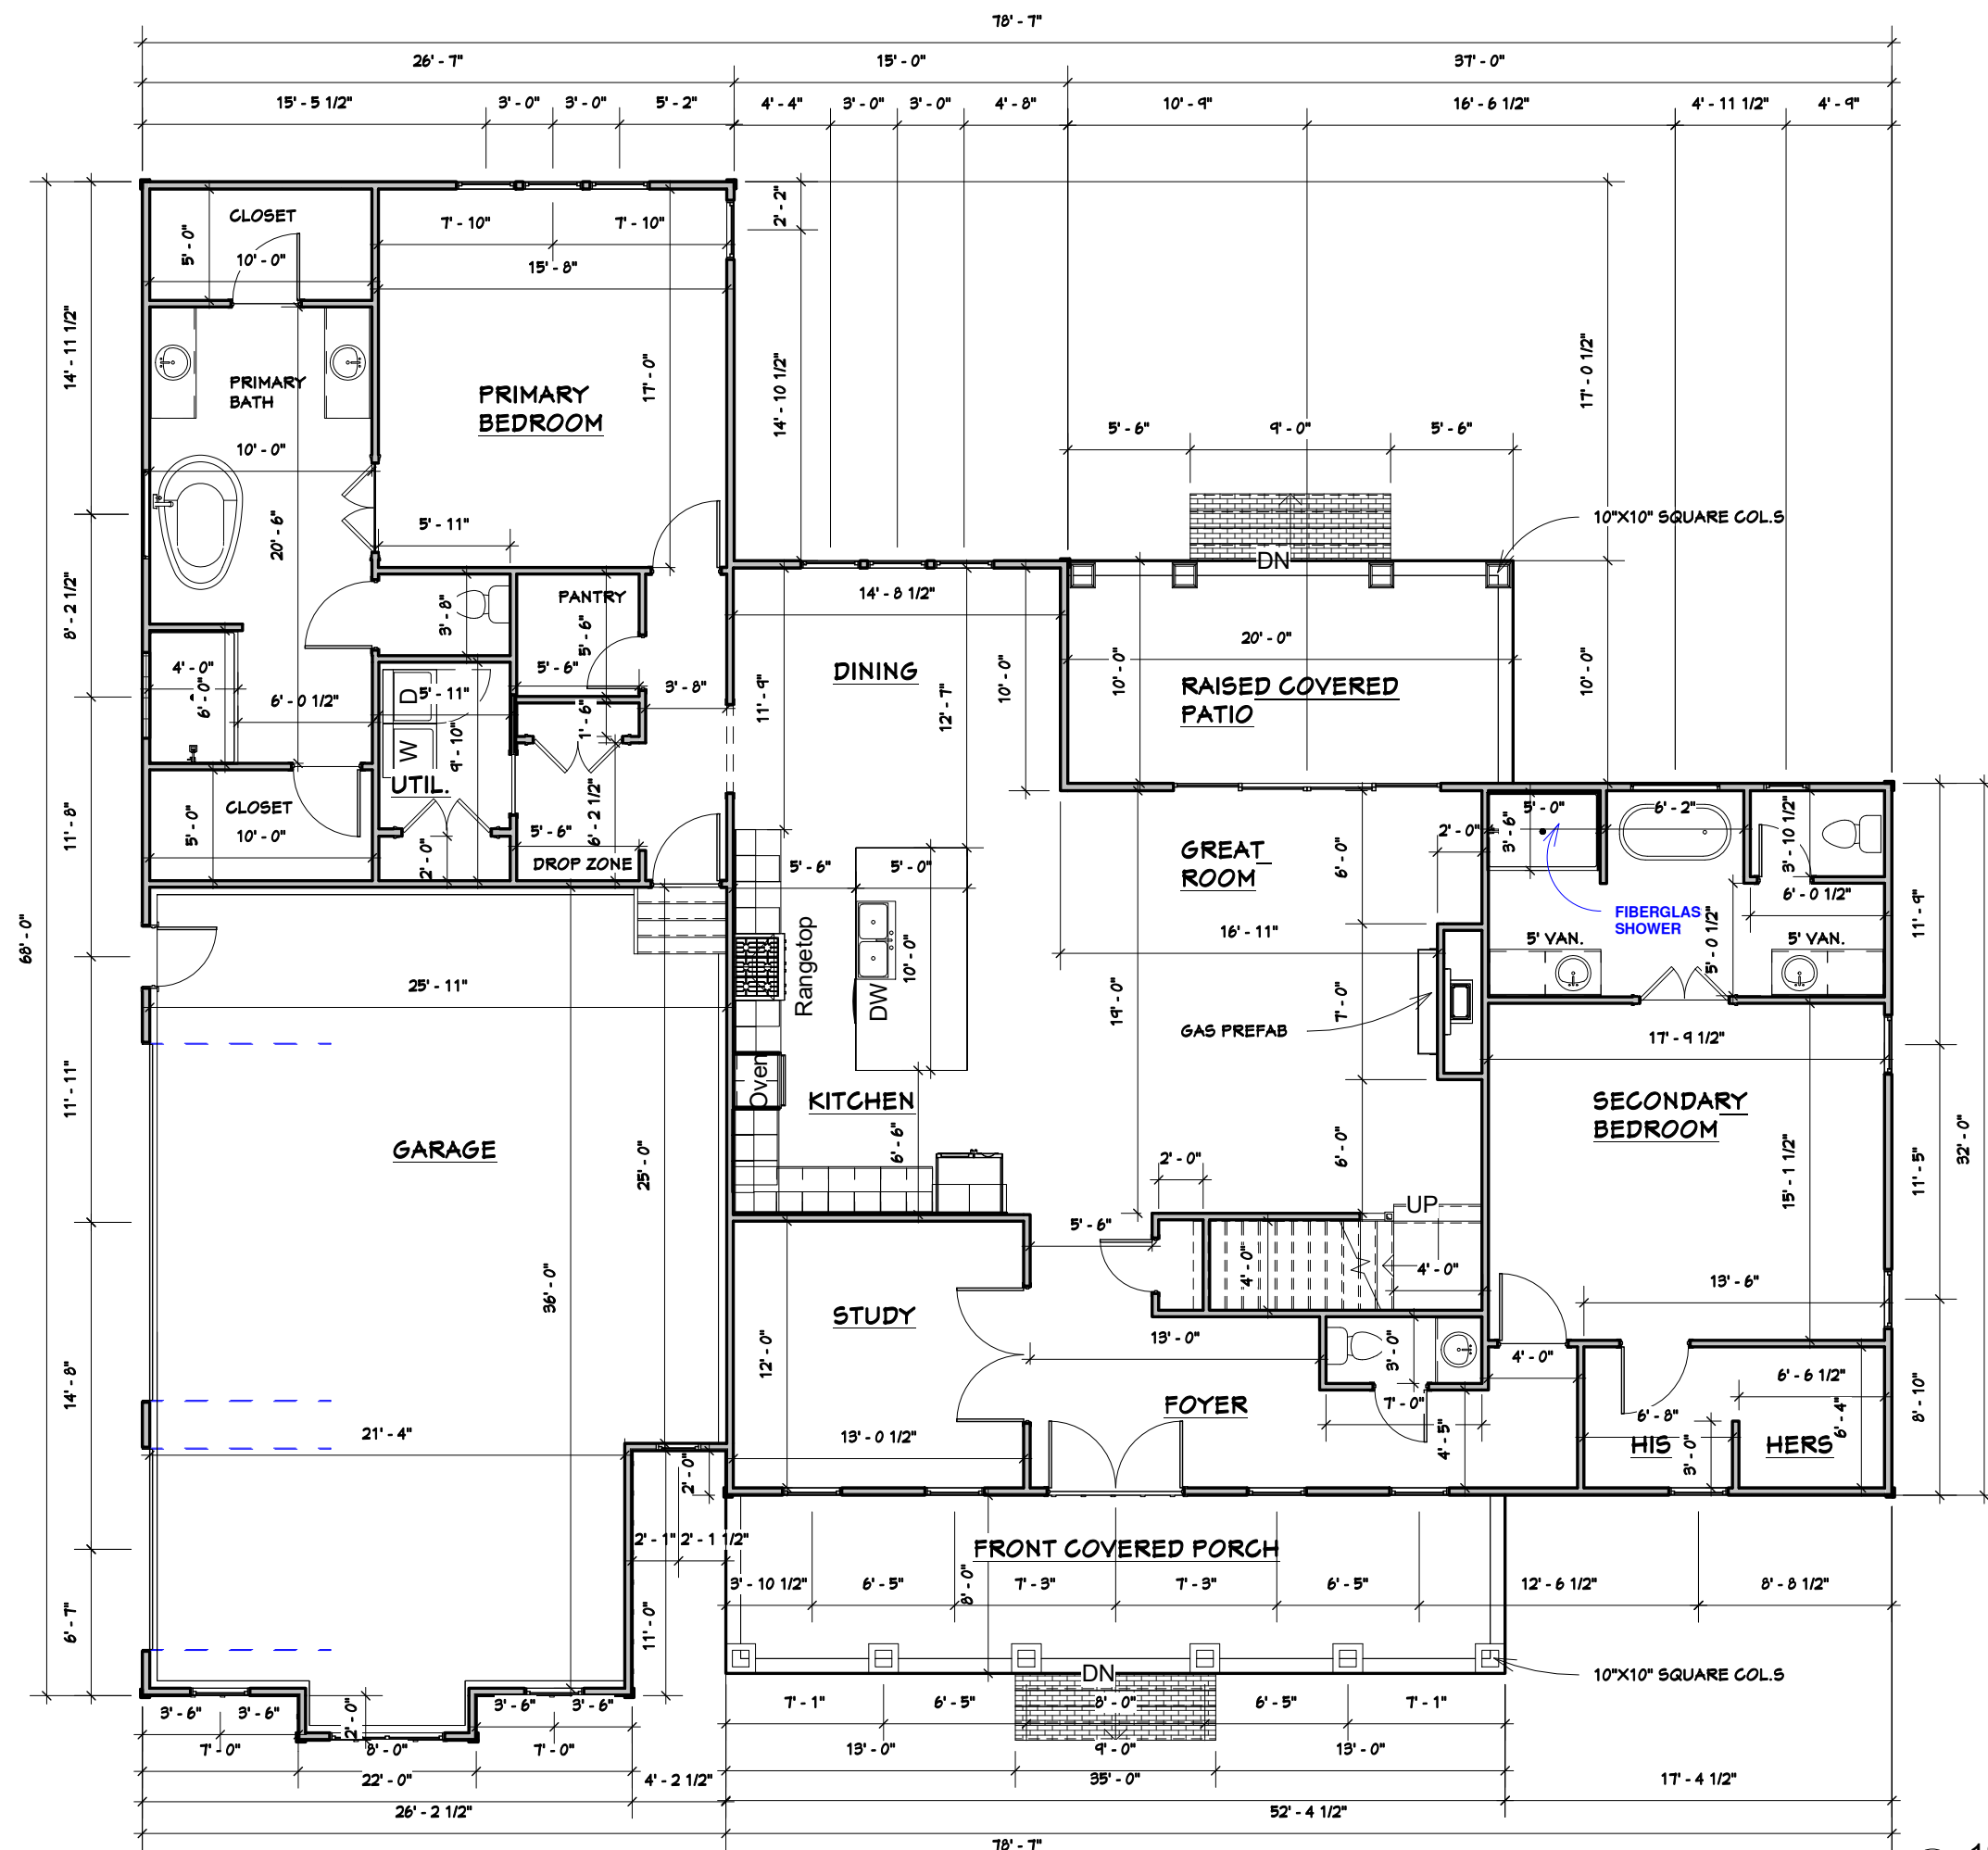 78' - 7"
26' - 7"
15' - 0"
37' - 0"
15' - 5 1/2"
3' - 0"
3' - 0"
5' - 2"
4' - 4"
3' - 0"
3' - 0"
4' - 8"
10' - 9"
16' - 6 1/2"
4' - 11 1/2"
4' - 9"
CLOSET
5' - 0"
10' - 0"
7' - 10"
7' - 10"
15' - 8"
2' - 2"
14' - 11 1/2"
17' - 0"
14' - 10 1/2"
17' - 0 1/2"
PRIMARY
BATH
10' - 0"
PRIMARY
BEDROOM
5' - 6"
9' - 0"
5' - 6"
20' - 6"
5' - 11"
10"X10" SQUARE COL.S
DN
8' - 2 1/2"
3' - 8"
PANTRY
5' - 6"
5' - 6"
3' - 8"
14' - 8 1/2"
DINING
11' - 9"
12' - 7"
10' - 0"
10' - 0"
20' - 0"
10' - 0"
RAISED COVERED
PATIO
4' - 0"
6' - 0"
6' - 0 1/2"
D
5' - 11"
W
9' - 10"
1' - 6"
UTIL.
6' - 2 1/2"
11' - 8"
CLOSET
5' - 0"
10' - 0"
2' - 0"
5' - 6"
DROP ZONE
5' - 6"
5' - 0"
GREAT
ROOM
6' - 0"
2' - 0"
3' - 6"
5' - 0"
6' - 2"
3' - 10 1/2"
6' - 0 1/2"
FIBERGLAS
SHOWER
5' VAN.
5' - 0 1/2"
5' VAN.
11' - 9"
68' - 0"
25' - 11"
Rangetop
DW
10' - 0"
16' - 11"
19' - 0"
7' - 0"
GAS PREFAB
17' - 9 1/2"
11' - 11"
Oven
KITCHEN
SECONDARY
BEDROOM
32' - 0"
GARAGE
25' - 0"
6' - 6"
6' - 0"
2' - 0"
15' - 1 1/2"
11' - 5"
UP
5' - 6"
4' - 0"
4' - 0"
13' - 6"
36' - 0"
STUDY
12' - 0"
13' - 0"
3' - 0"
4' - 0"
6' - 6 1/2"
14' - 8"
FOYER
7' - 0"
6' - 8"
6' - 4"
8' - 10"
21' - 4"
13' - 0 1/2"
4' - 5"
HIS
3' - 0"
HERS
2' - 0"
2' - 1"
2' - 1 1/2"
FRONT COVERED PORCH
3' - 10 1/2"
6' - 5"
8' - 0"
7' - 3"
7' - 3"
6' - 5"
12' - 6 1/2"
8' - 8 1/2"
6' - 7"
11' - 0"
DN
10"X10" SQUARE COL.S
3' - 6"
3' - 6"
2' - 0"
3' - 6"
3' - 6"
7' - 1"
6' - 5"
8' - 0"
6' - 5"
7' - 1"
7' - 0"
8' - 0"
7' - 0"
13' - 0"
9' - 0"
13' - 0"
22' - 0"
4' - 2 1/2"
35' - 0"
17' - 4 1/2"
26' - 2 1/2"
52' - 4 1/2"
78' - 7"